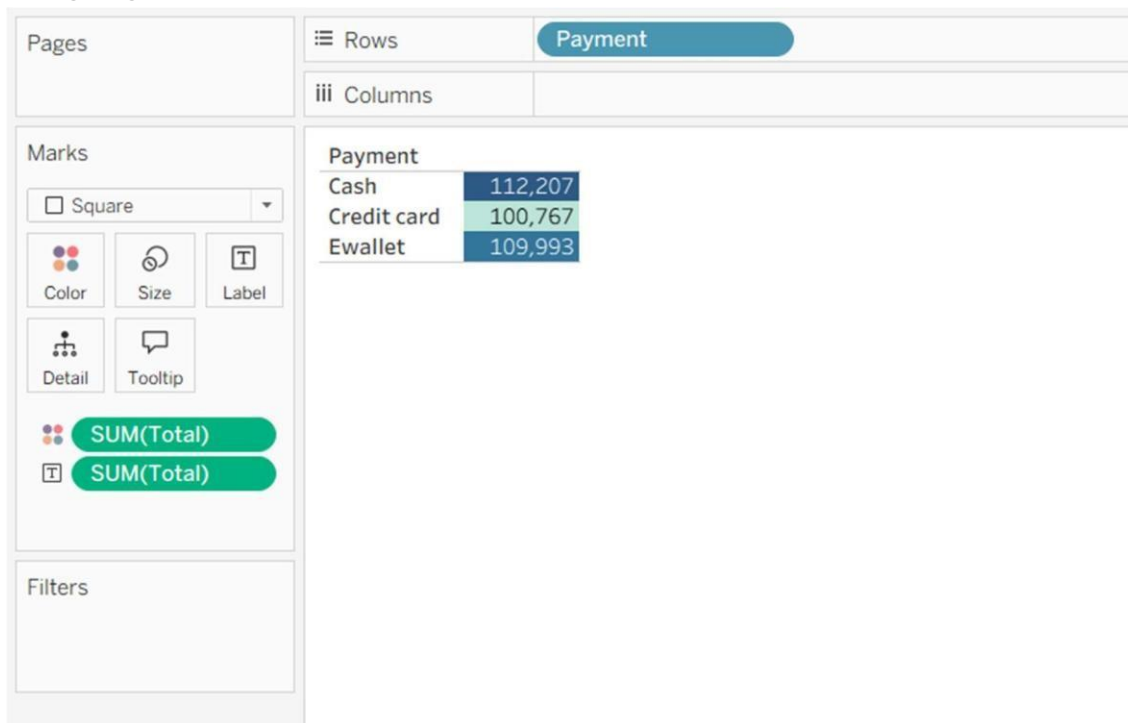 Pages
Rows Payment
iii Columns
Marks
Square
Color Size T Label
Detail Tooltip
SUM(Total)
T SUM(Total)
Filters
Payment
Cash 112,207
Credit card 100,767
Ewallet 109,993